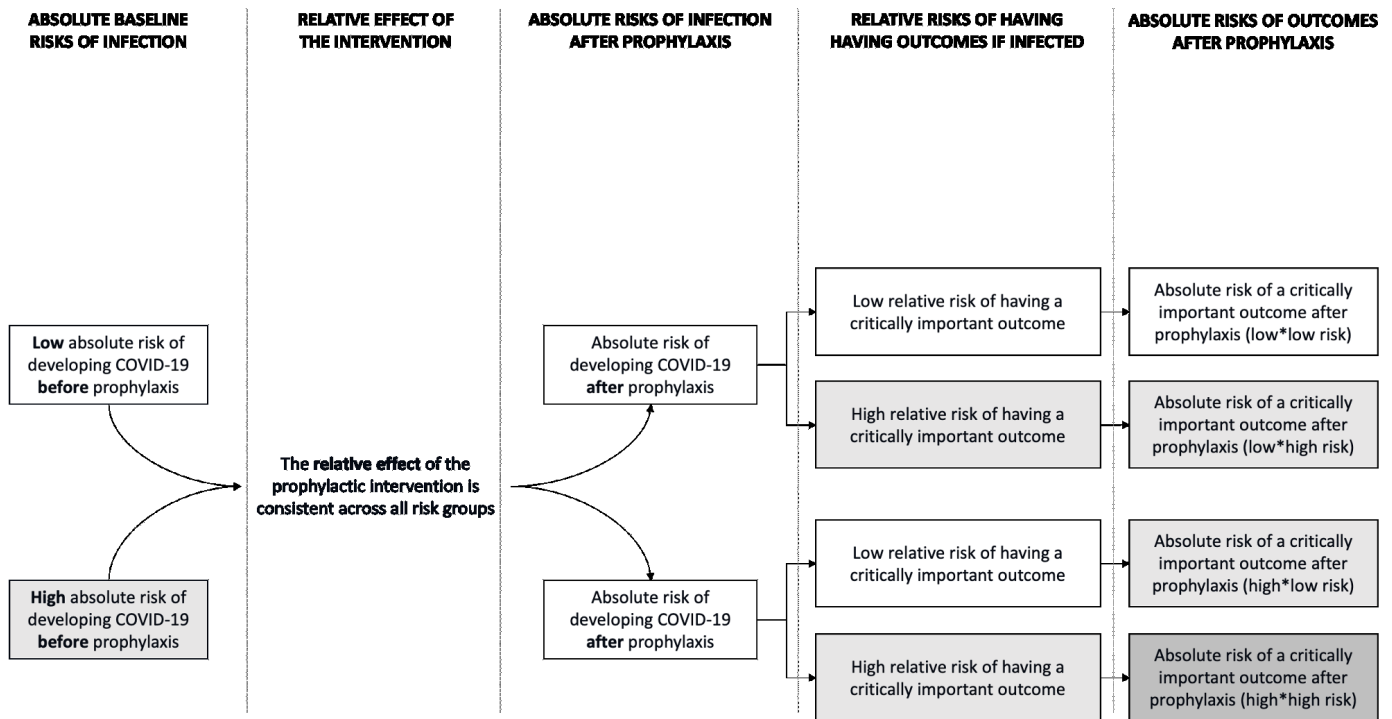 ABSOLUTE BASELINE
RISKS OF INFECTION
RELATIVE EFFECT OF
THE INTERVENTION
ABSOLUTE RISKS OF INFECTION
AFTER PROPHYLAXIS
RELATIVE RISKS OF HAVING
HAVING OUTCOMES IF INFECTED
ABSOLUTE RISKS OF OUTCOMES
AFTER PROPHYLAXIS
Low absolute risk of
developing COVID-19
before prophylaxis
High absolute risk of
developing COVID-19
before prophylaxis
The relative effect of the
prophylactic intervention is
consistent across all risk groups
Absolute risk of
developing COVID-19
after prophylaxis
Absolute risk of
developing COVID-19
after prophylaxis
Low relative risk of having a
critically important outcome
High relative risk of having a
critically important outcome
Low relative risk of having a
critically important outcome
High relative risk of having a
critically important outcome
Absolute risk of a critically
important outcome after
prophylaxis (low*low risk)
Absolute risk of a critically
important outcome after
prophylaxis (low*high risk)
Absolute risk of a critically
important outcome after
prophylaxis (high*low risk)
Absolute risk of a critically
important outcome after
prophylaxis (high*high risk)